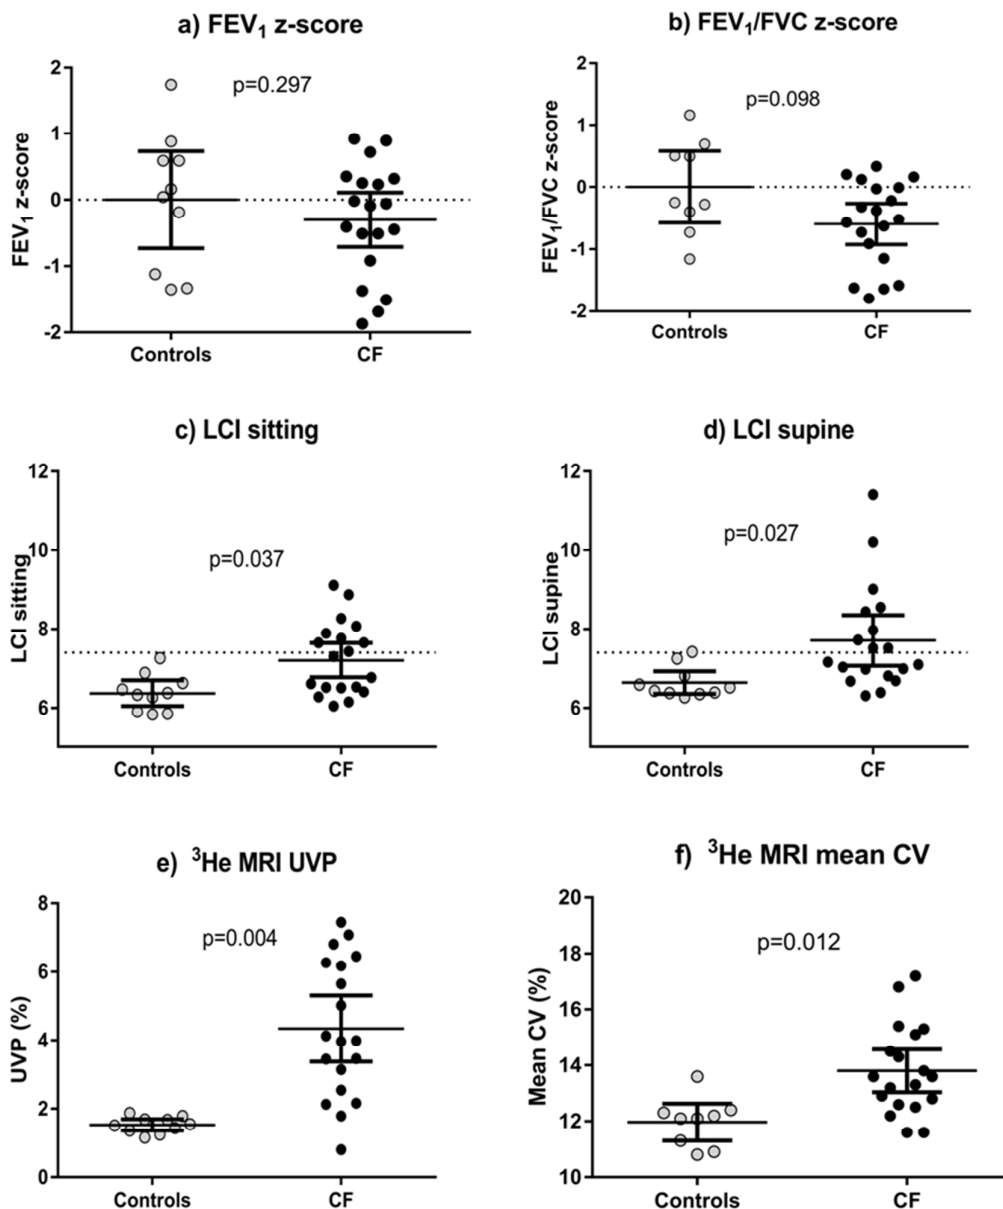 a) FEV₁ z-score
FEV₁ z-score
2
1
0
-1
-2
p=0.297
Controls
CF
b) FEV₁/FVC z-score
FEV₁/FVC z-score
2
1
0
-1
-2
p=0.098
Controls
CF
c) LCI sitting
LCI sitting
12
10
8
6
p=0.037
Controls
CF
d) LCI supine
LCI supine
12
10
8
6
p=0.027
Controls
CF
e) ³He MRI UVP
UVP (%)
8
6
4
2
0
p=0.004
Controls
CF
f) ³He MRI mean CV
Mean CV (%)
20
18
16
14
12
10
p=0.012
Controls
CF